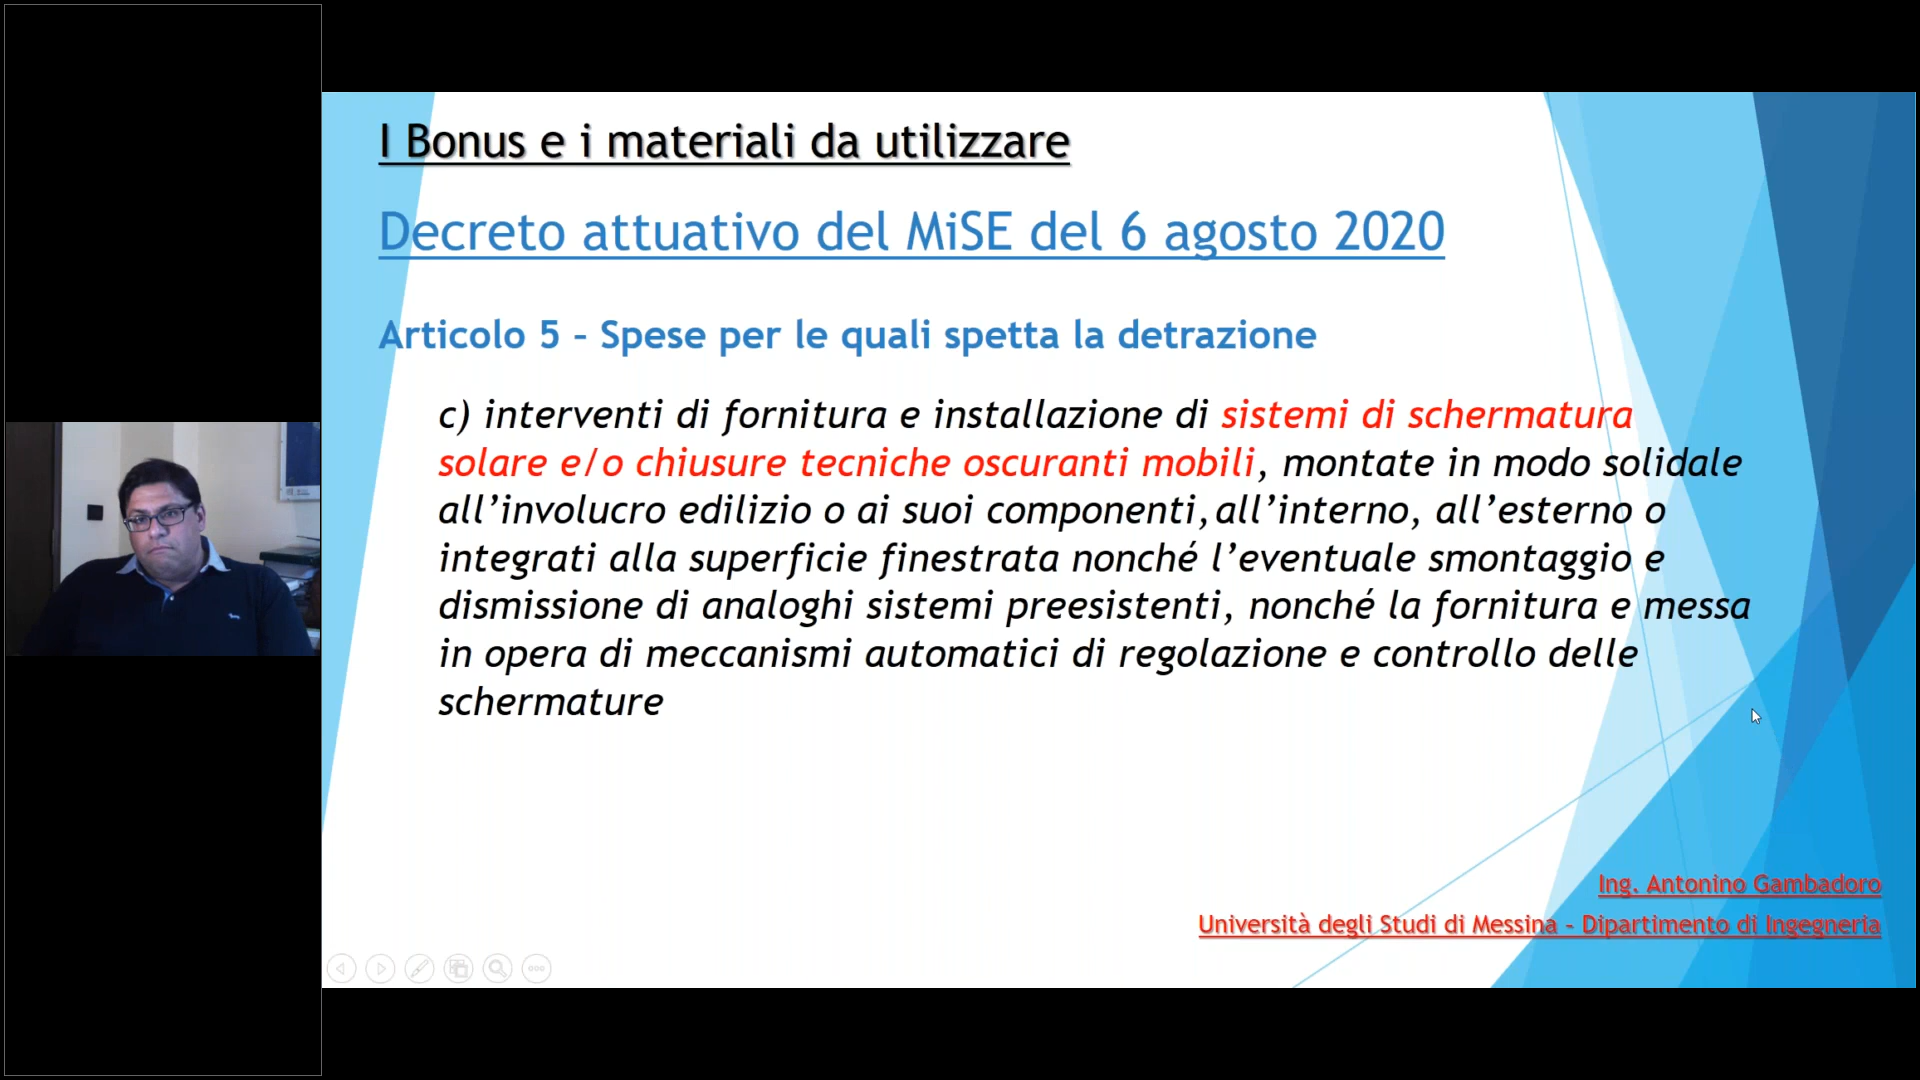 I Bonus e i materiali da utilizzare
Decreto attuativo del MiSE del 6 agosto 2020
Articolo 5 – Spese per le quali spetta la detrazione
c) interventi di fornitura e installazione di sistemi di schermatura
solare e/o chiusure tecniche oscuranti mobili, montate in modo solidale
all’involucro edilizio o ai suoi componenti,all’interno, all’esterno o
integrati alla superficie finestrata nonché l’eventuale smontaggio e
dismissione di analoghi sistemi preesistenti, nonché la fornitura e messa
in opera di meccanismi automatici di regolazione e controllo delle
schermature
Ing. Antonino Gambadoro
Università degli Studi di Messina – Dipartimento di Ingegneria